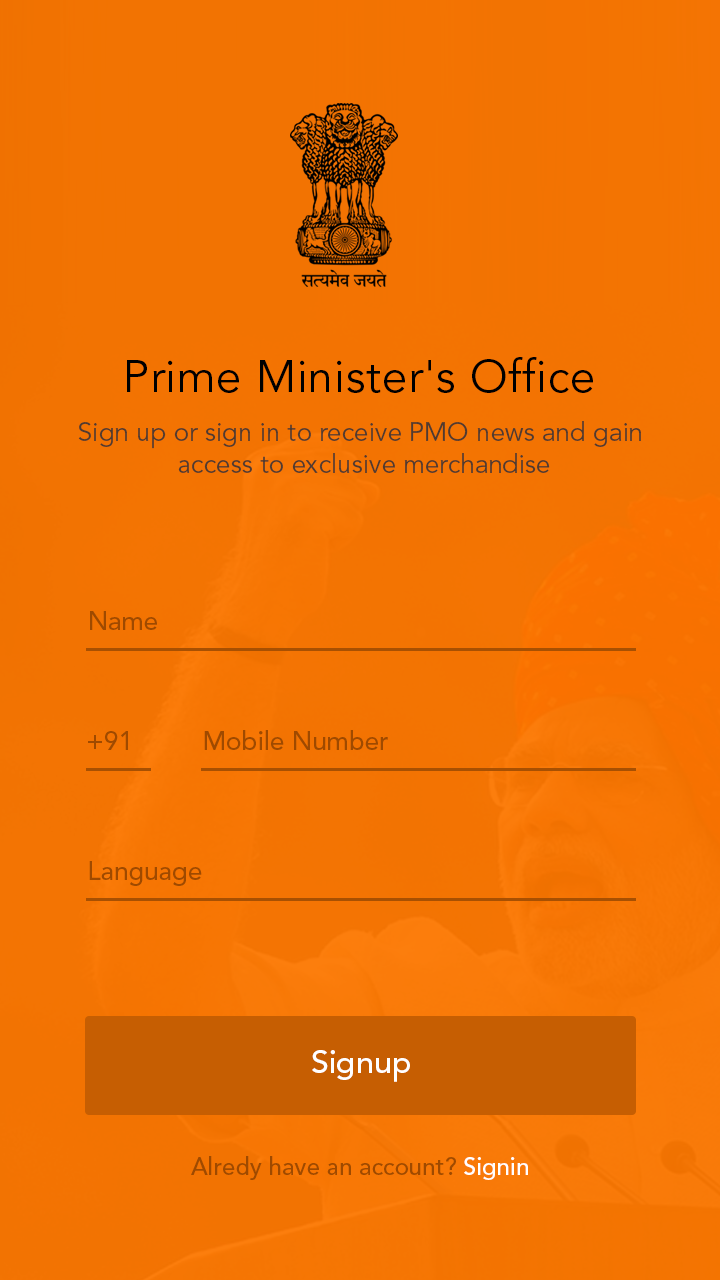 सत्यमेव जयते
Prime Minister's Office
Sign up or sign in to receive PMO news and gain
access to exclusive merchandise
Name
+91 Mobile Number
Language
Signup
Alredy have an account? Signin